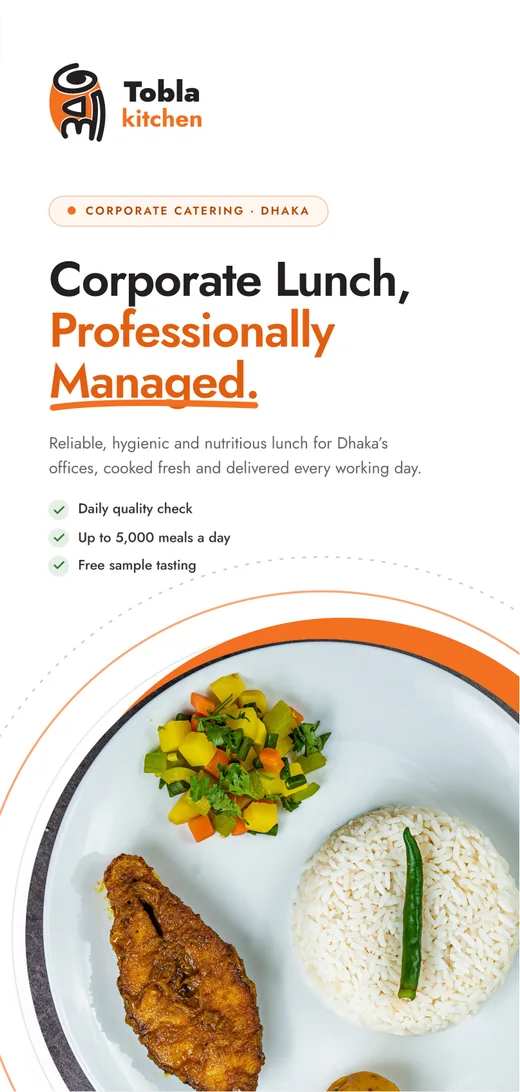 Tobla
kitchen
CORPORATE CATERING · DHAKA
Corporate Lunch,
Professionally
Managed.
Reliable, hygienic and nutritious lunch for Dhaka’s
offices, cooked fresh and delivered every working day.
Daily quality check
Up to 5,000 meals a day
Free sample tasting